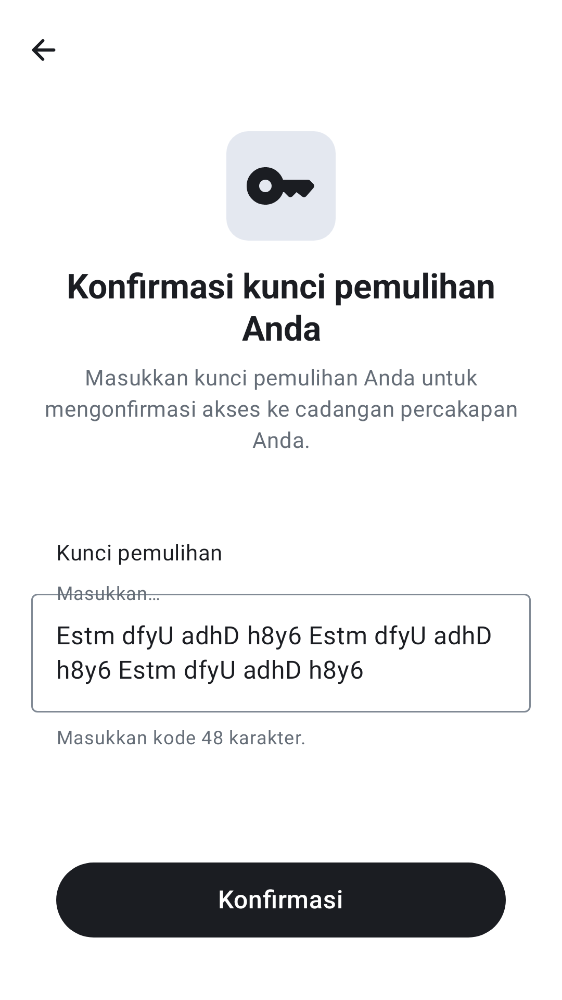 Konfirmasi kunci pemulihan
Anda
Masukkan kunci pemulihan Anda untuk
mengonfirmasi akses ke cadangan percakapan
Anda.
Kunci pemulihan
Masukkan…
Estm dfyU adhD h8y6 Estm dfyU adhD
h8y6 Estm dfyU adhD h8y6
Masukkan kode 48 karakter.
Konfirmasi